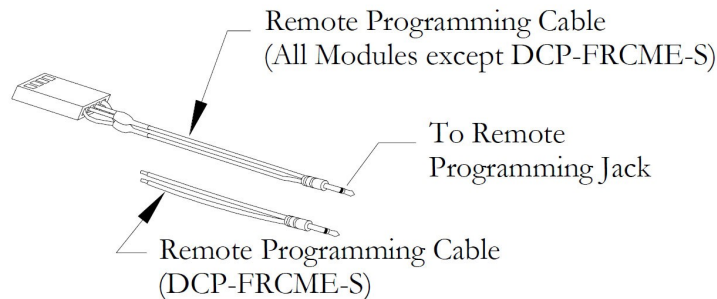 Remote Programming Cable
(All Modules except DCP-FRCME-S)
To Remote
Programming Jack
Remote Programming Cable
(DCP-FRCME-S)